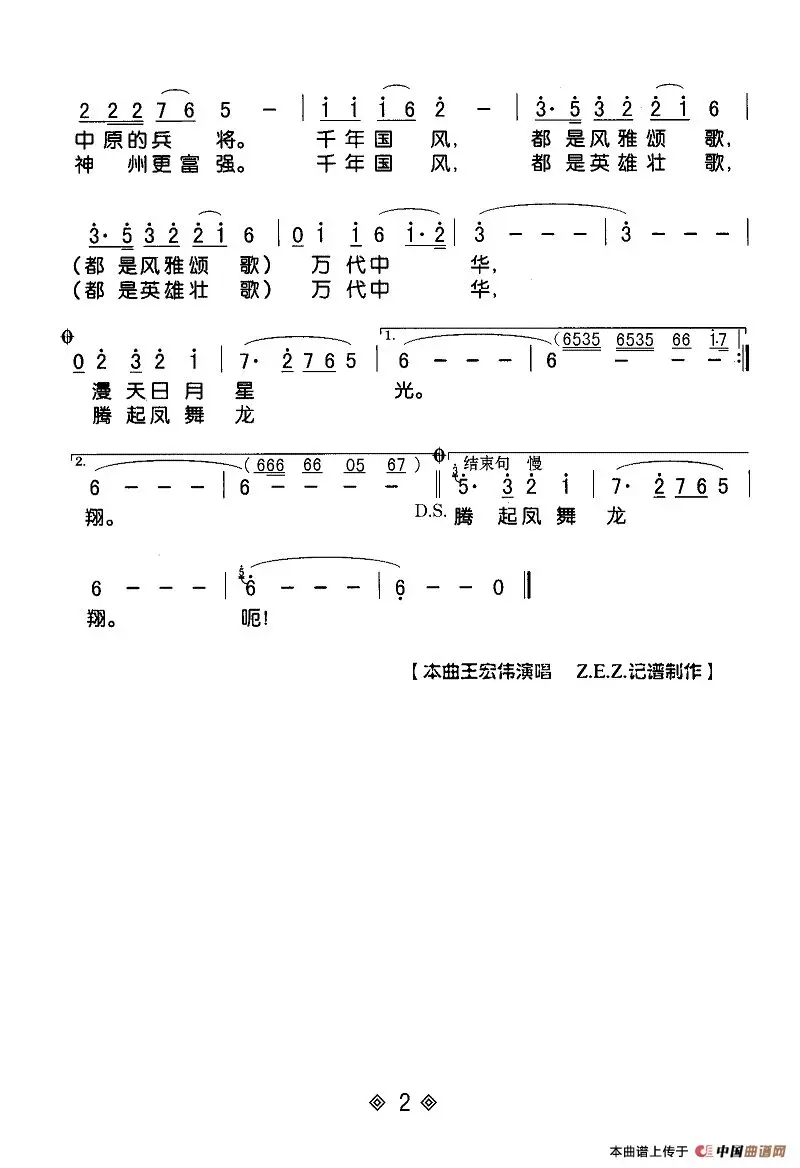 2 2 2 2 7 6 5 － | i i i i 6 2 － | 3· 5 3 2 2 i 6 |
中原的兵 将。 千年国 风, 都 是风雅颂 歌,
神 州更富 强。 千年国 风, 都 是英雄壮 歌,
3· 5 3 2 2 i 6 | 0 i i 6 i·2 | 3 － － － | 3 － － － |
（都 是风雅颂 歌）万 代中 华,
（都 是英雄壮 歌）万 代中 华,
1. （6535 6535 66 i·7
0 2 3 2 i | 7· 2 7 6 5 | 6 － － － | 6 － － － :||
漫 天日 月 星 光。
腾 起凤 舞 龙
2. （666 66 05 67） 结束句 慢
6 － － － | 6 － － － || 5· 3 2 i | 7· 2 7 6 5 |
翔。 D.S. 腾 起凤 舞 龙
6 － － － | 6 － － － | 6 － － 0 ||
翔。 呃!
【本曲王宏伟演唱 Z.E.Z.记谱制作】
2
本曲谱上传于 中国曲谱网